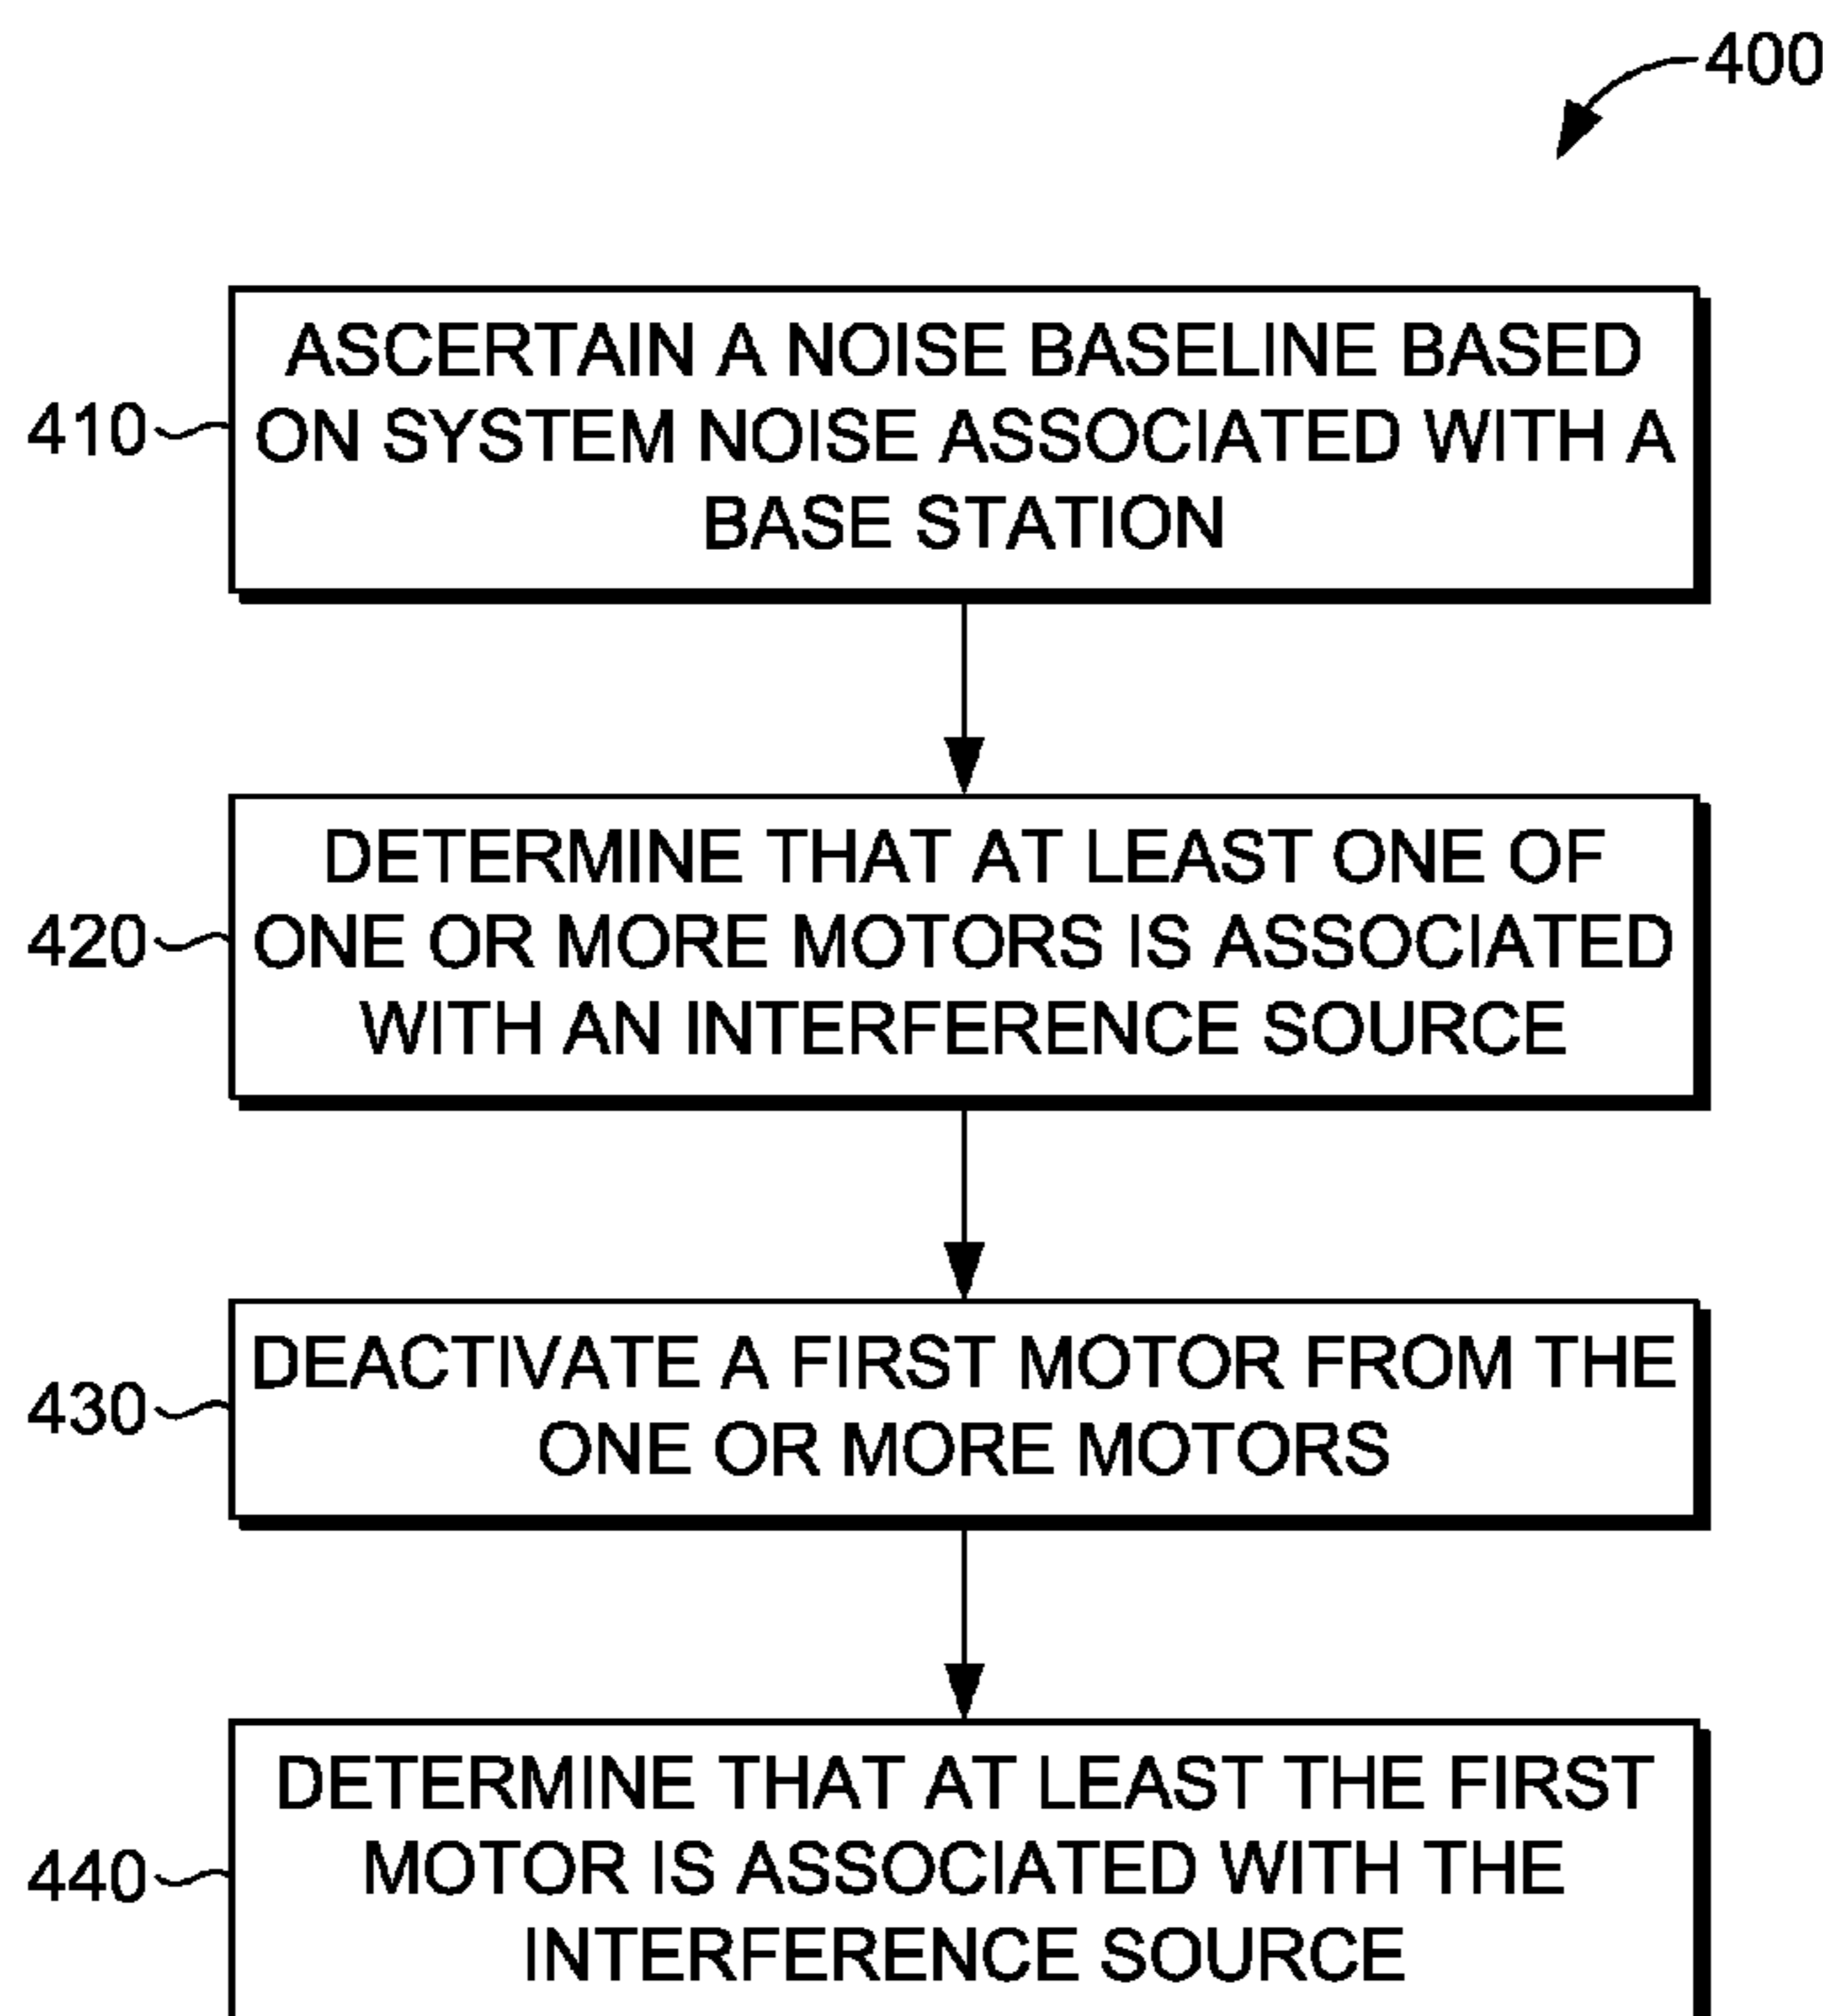 400
410
ASCERTAIN A NOISE BASELINE BASED
ON SYSTEM NOISE ASSOCIATED WITH A
BASE STATION
420
DETERMINE THAT AT LEAST ONE OF
ONE OR MORE MOTORS IS ASSOCIATED
WITH AN INTERFERENCE SOURCE
430
DEACTIVATE A FIRST MOTOR FROM THE
ONE OR MORE MOTORS
440
DETERMINE THAT AT LEAST THE FIRST
MOTOR IS ASSOCIATED WITH THE
INTERFERENCE SOURCE